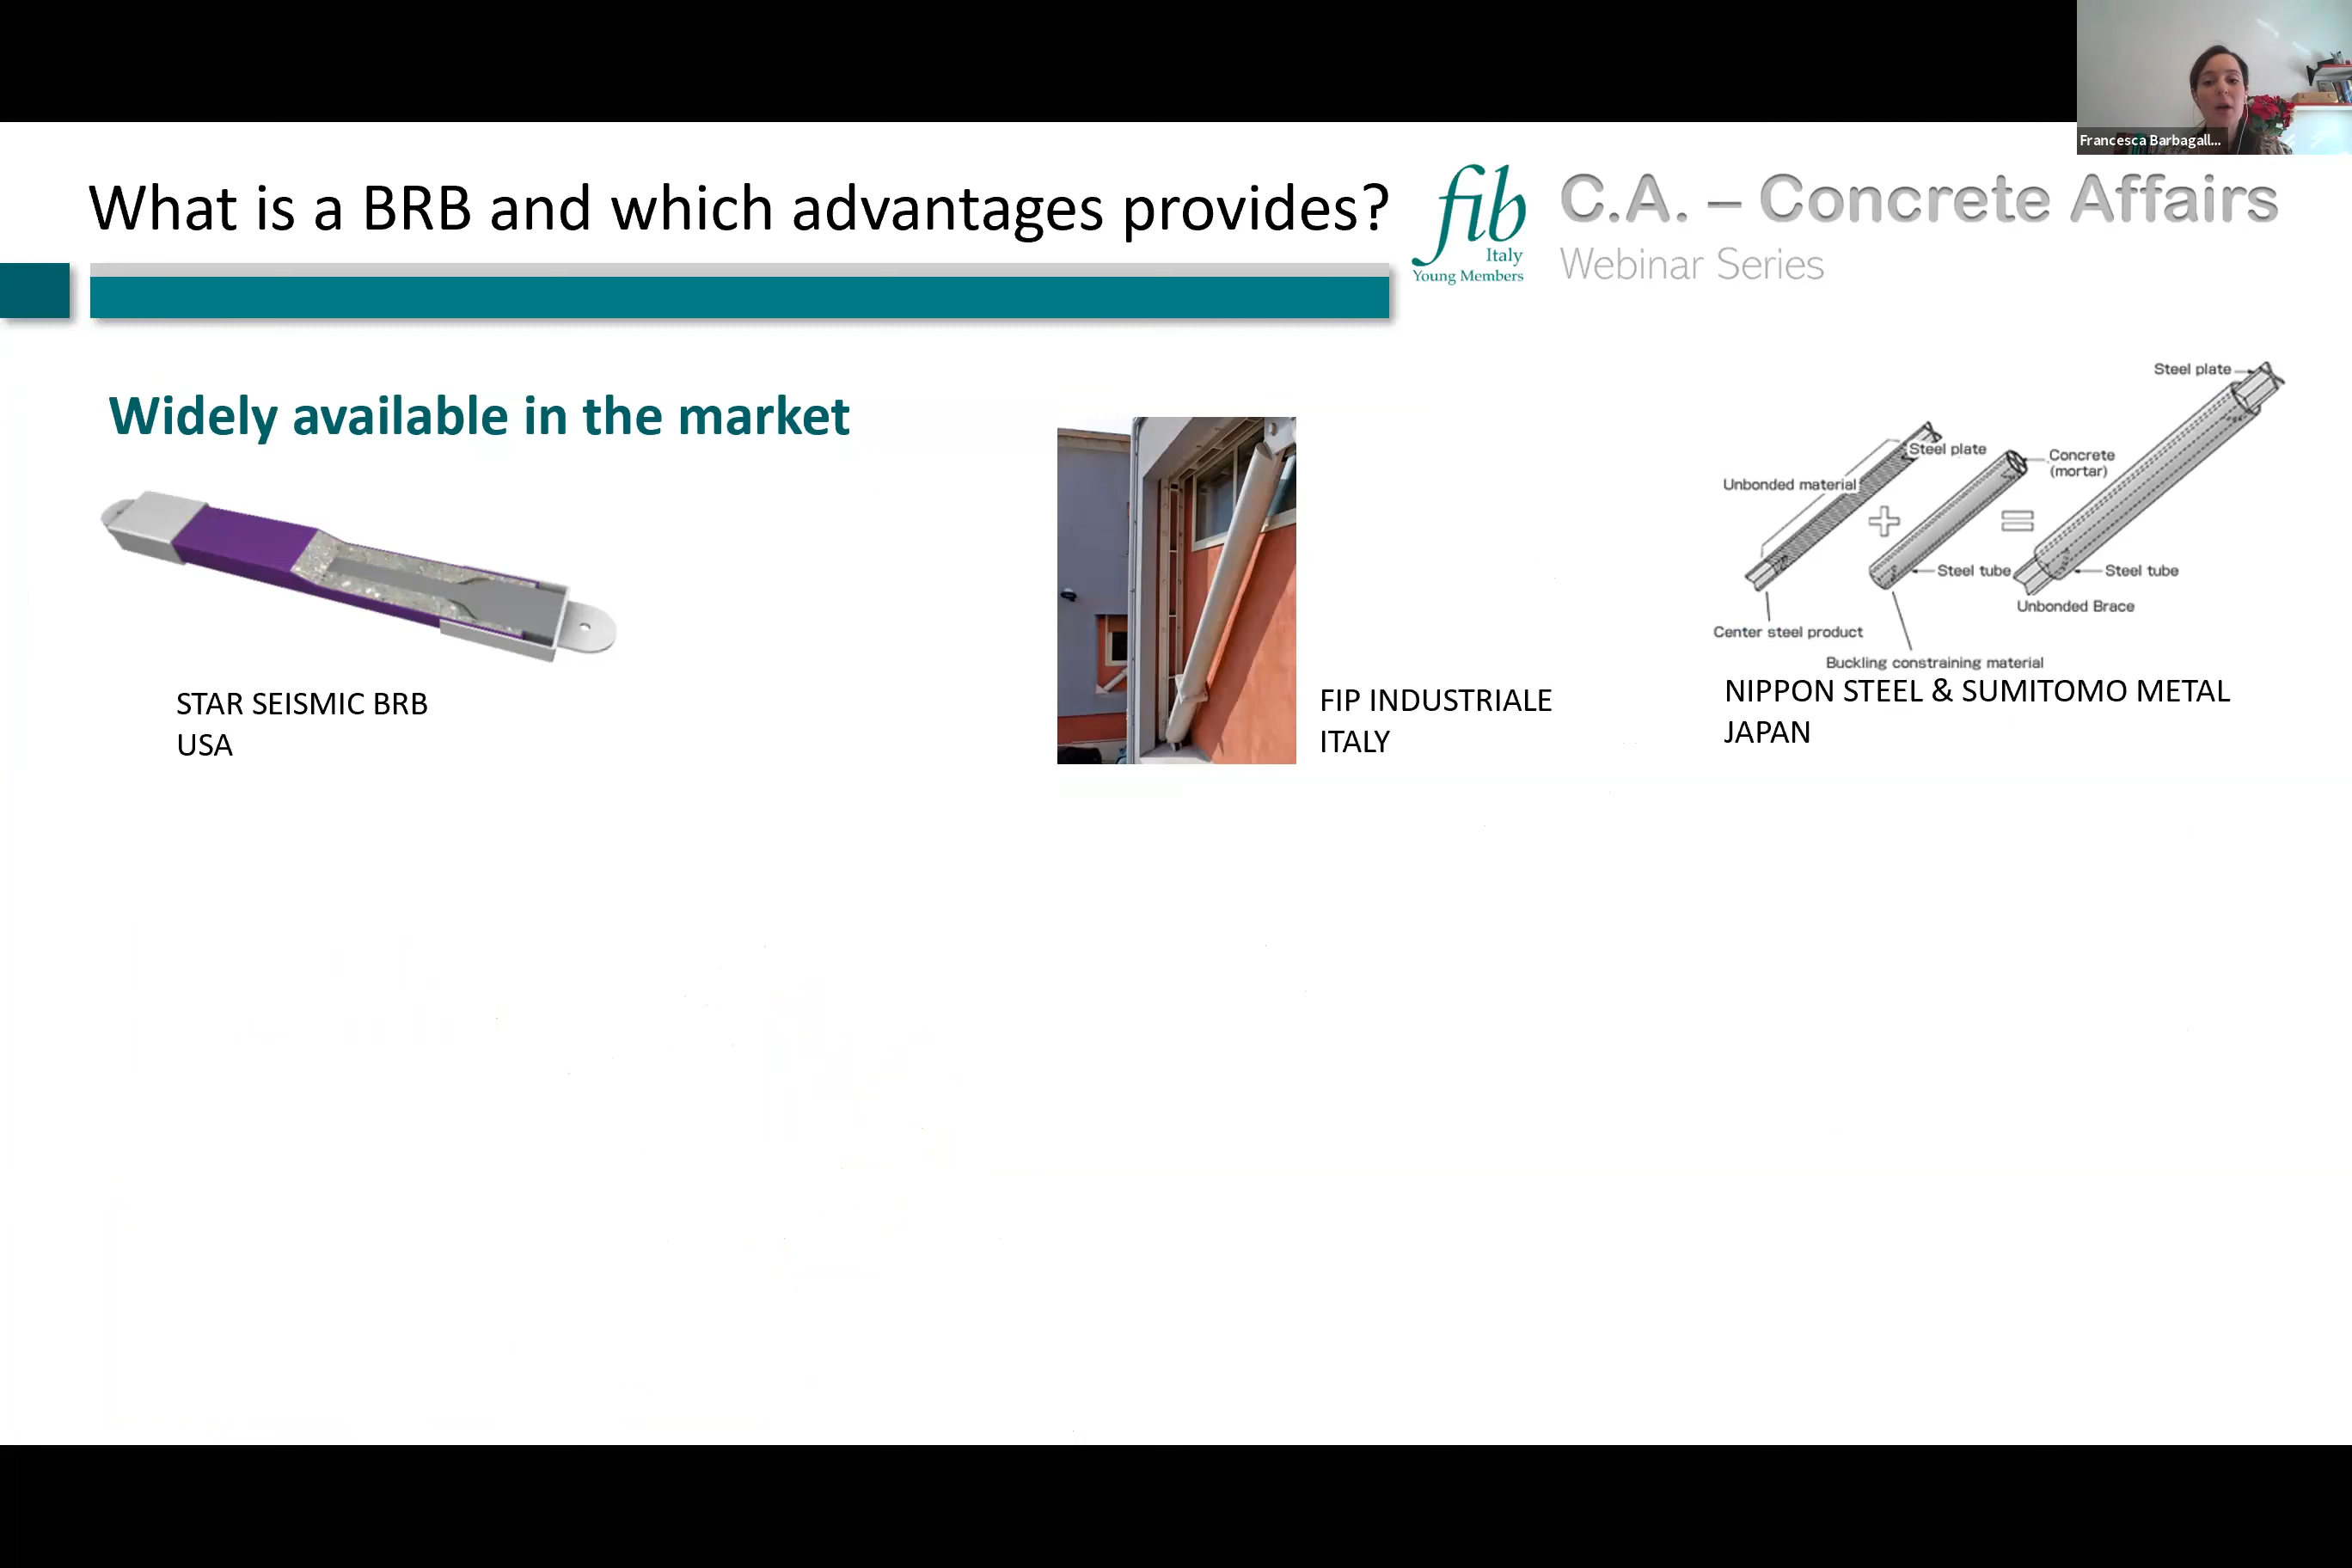 Francesca Barbagall...
What is a BRB and which advantages provides?
fib
Italy
Young Members
C.A. – Concrete Affairs
Webinar Series
Widely available in the market
STAR SEISMIC BRB
USA
FIP INDUSTRIALE
ITALY
Steel plate
Steel plate
Concrete
(mortar)
Unbonded material
Steel tube
Steel tube
Unbonded Brace
Center steel product
Buckling constraining material
NIPPON STEEL & SUMITOMO METAL
JAPAN